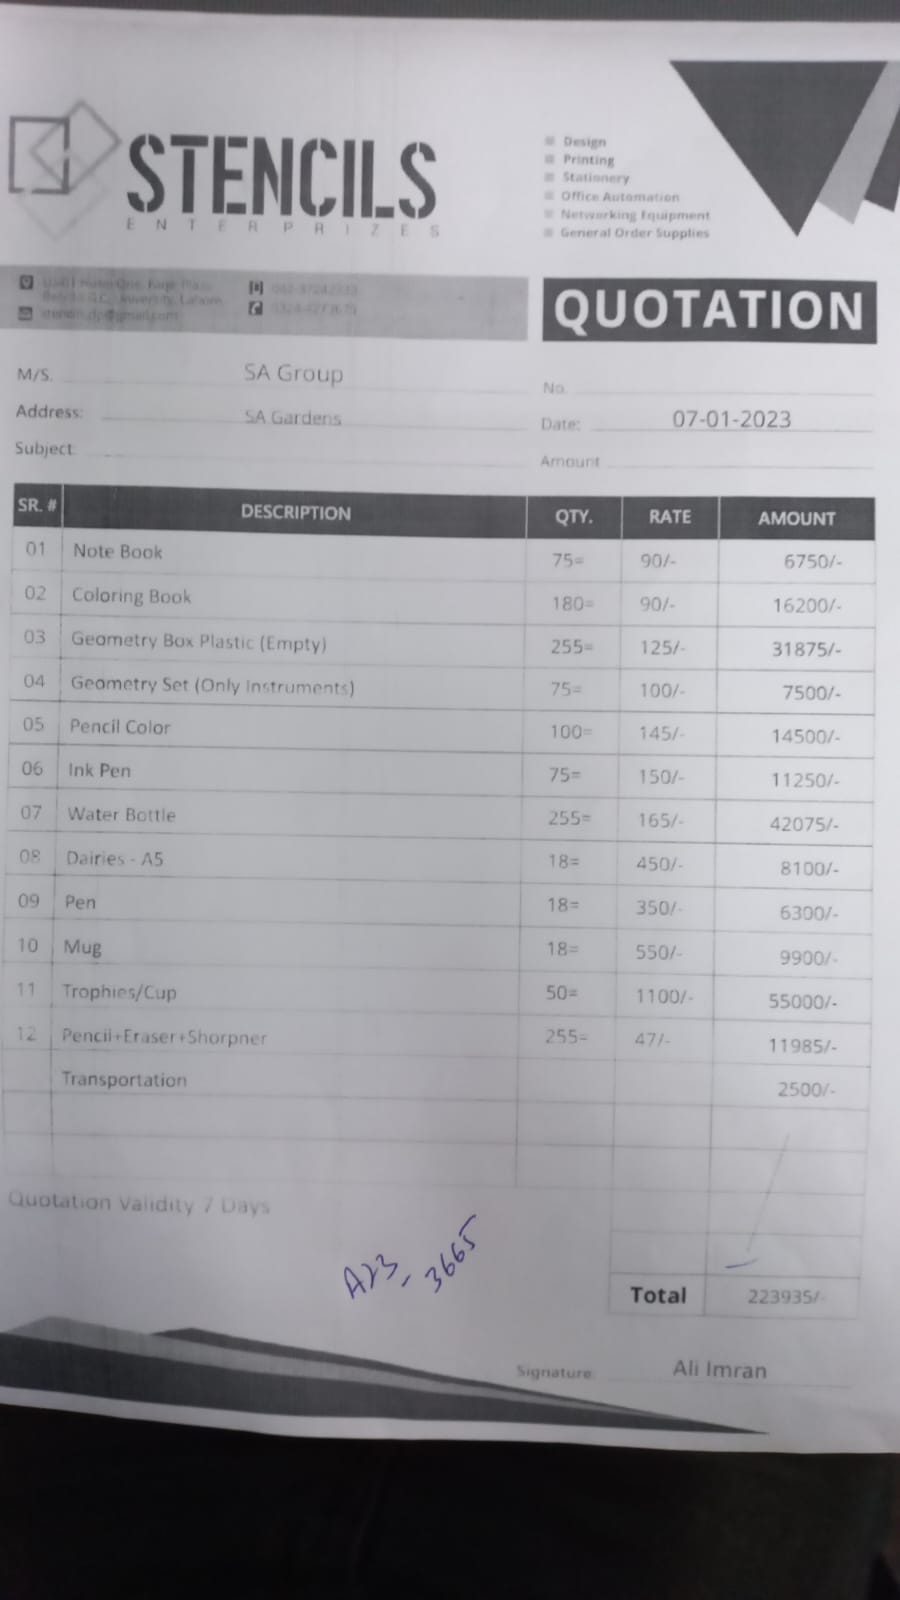 STENCILS
ENTERPRIZES
Design
Printing
Stationery
Office Automation
Networking Equipment
General Order Supplies
University, Lahore
QUOTATION
M/S. SA Group
No.
Address: SA Gardens
Date: 07-01-2023
Subject:
Amount
SR. # DESCRIPTION QTY. RATE AMOUNT
01 Note Book 75= 90/- 6750/-
02 Coloring Book 180= 90/- 16200/-
03 Geometry Box Plastic (Empty) 255= 125/- 31875/-
04 Geometry Set (Only Instruments) 75= 100/- 7500/-
05 Pencil Color 100= 145/- 14500/-
06 Ink Pen 75= 150/- 11250/-
07 Water Bottle 255= 165/- 42075/-
08 Dairies - A5 18= 450/- 8100/-
09 Pen 18= 350/- 6300/-
10 Mug 18= 550/- 9900/-
11 Trophies/Cup 50= 1100/- 55000/-
12 Pencil+Eraser+Shorpner 255= 47/- 11985/-
Transportation 2500/-
Quotation Validity 7 Days
A23-3665
Total 223935/-
Signature: Ali Imran